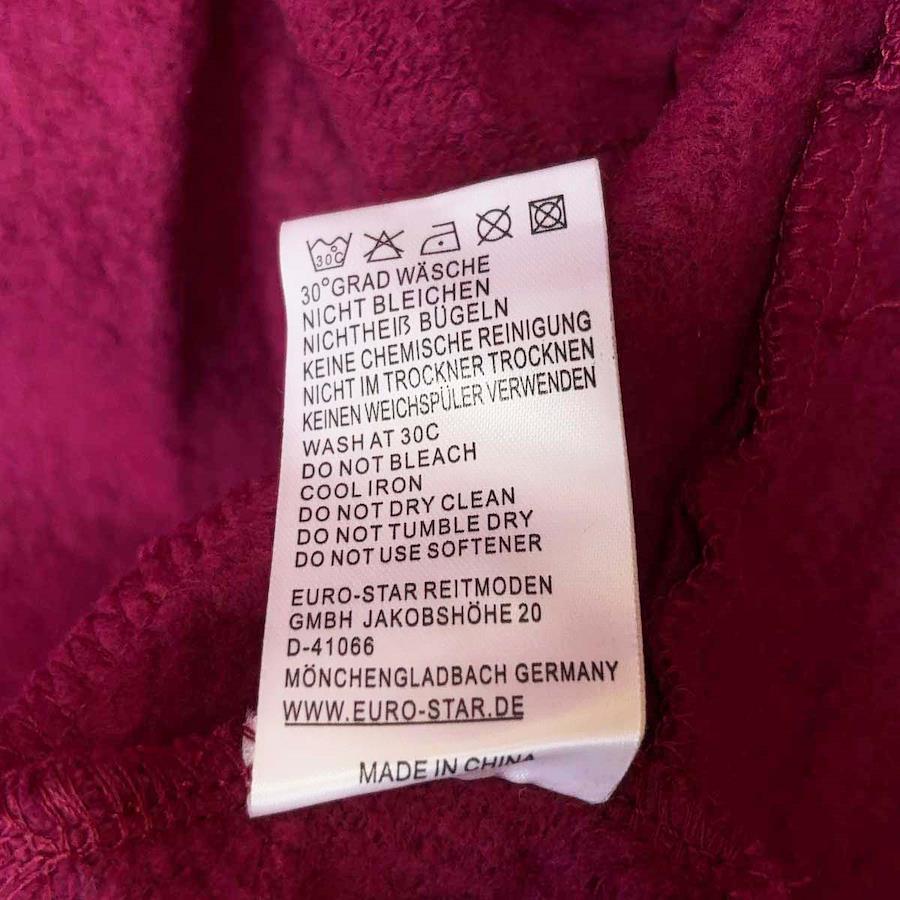 30C
30°GRAD WÄSCHE
NICHT BLEICHEN
NICHTHEIß BÜGELN
KEINE CHEMISCHE REINIGUNG
NICHT IM TROCKNER TROCKNEN
KEINEN WEICHSPÜLER VERWENDEN
WASH AT 30C
DO NOT BLEACH
COOL IRON
DO NOT DRY CLEAN
DO NOT TUMBLE DRY
DO NOT USE SOFTENER
EURO-STAR REITMODEN
GMBH JAKOBSHÖHE 20
D-41066
MÖNCHENGLADBACH GERMANY
WWW.EURO-STAR.DE
MADE IN CHINA